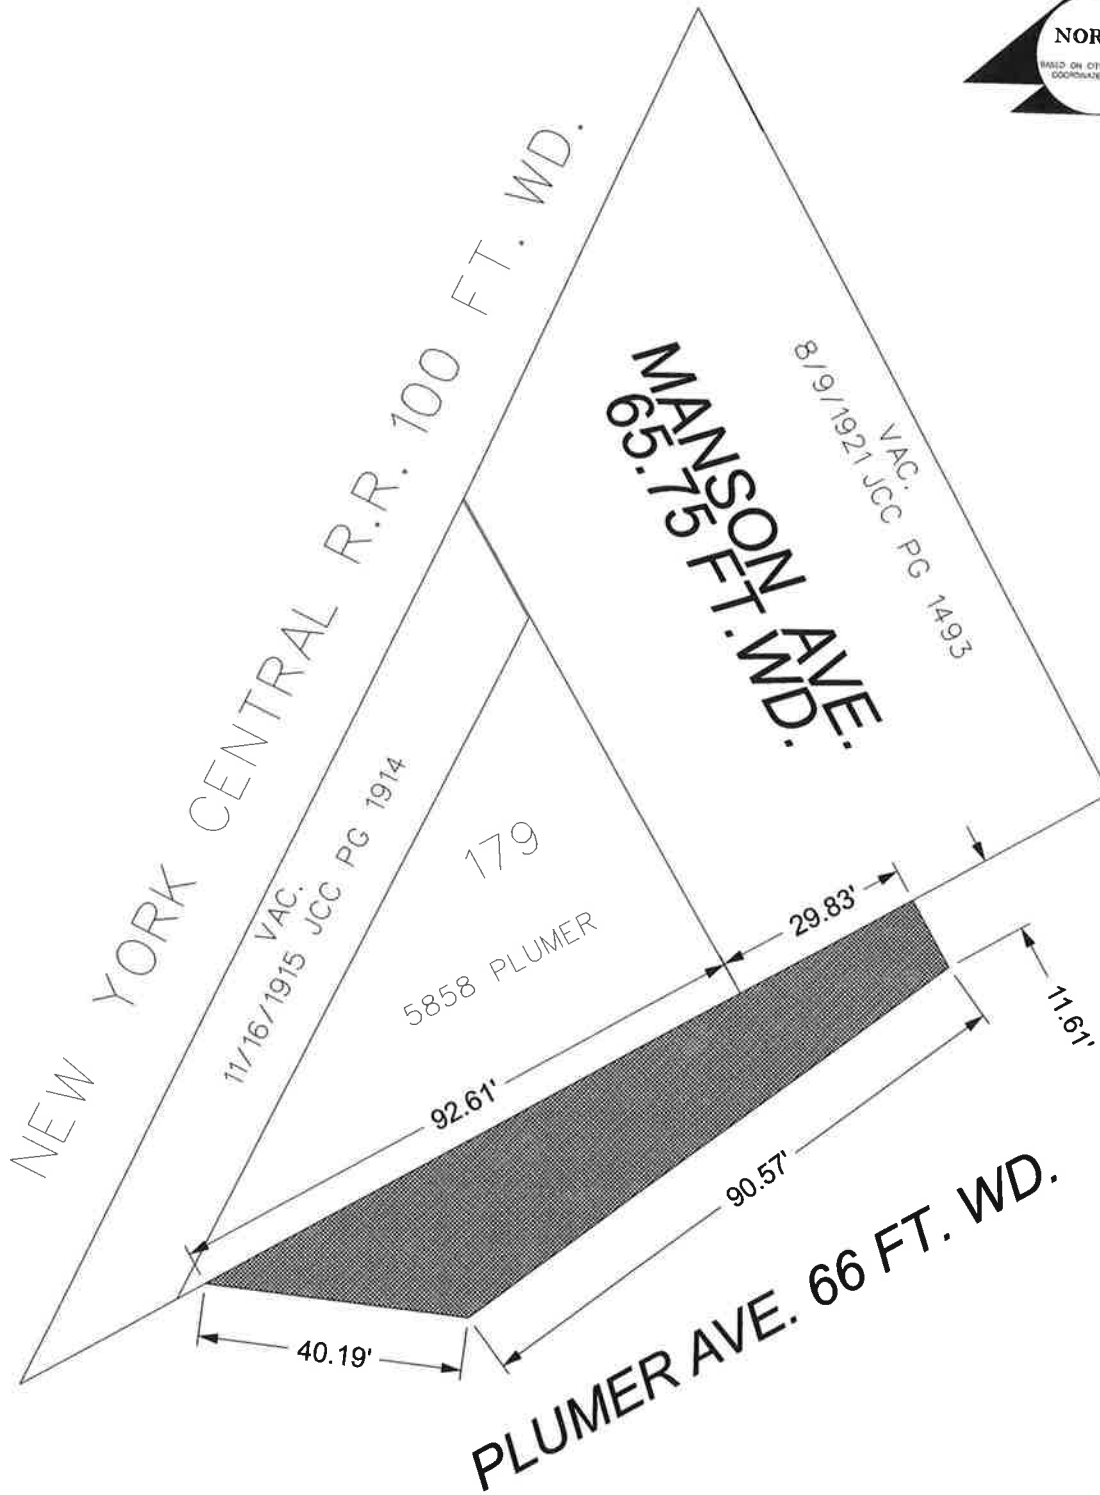 NEW YORK CENTRAL R.R. 100 FT. WD.
MANSON AVE.
65.75 FT.WD.
VAC.
8/9/1921 JCC PG 1493
VAC.
11/16/1915 JCC PG 1914
179
5858 PLUMER
29.83'
11.61'
92.61'
90.57'
40.19'
PLUMER AVE. 66 FT. WD.